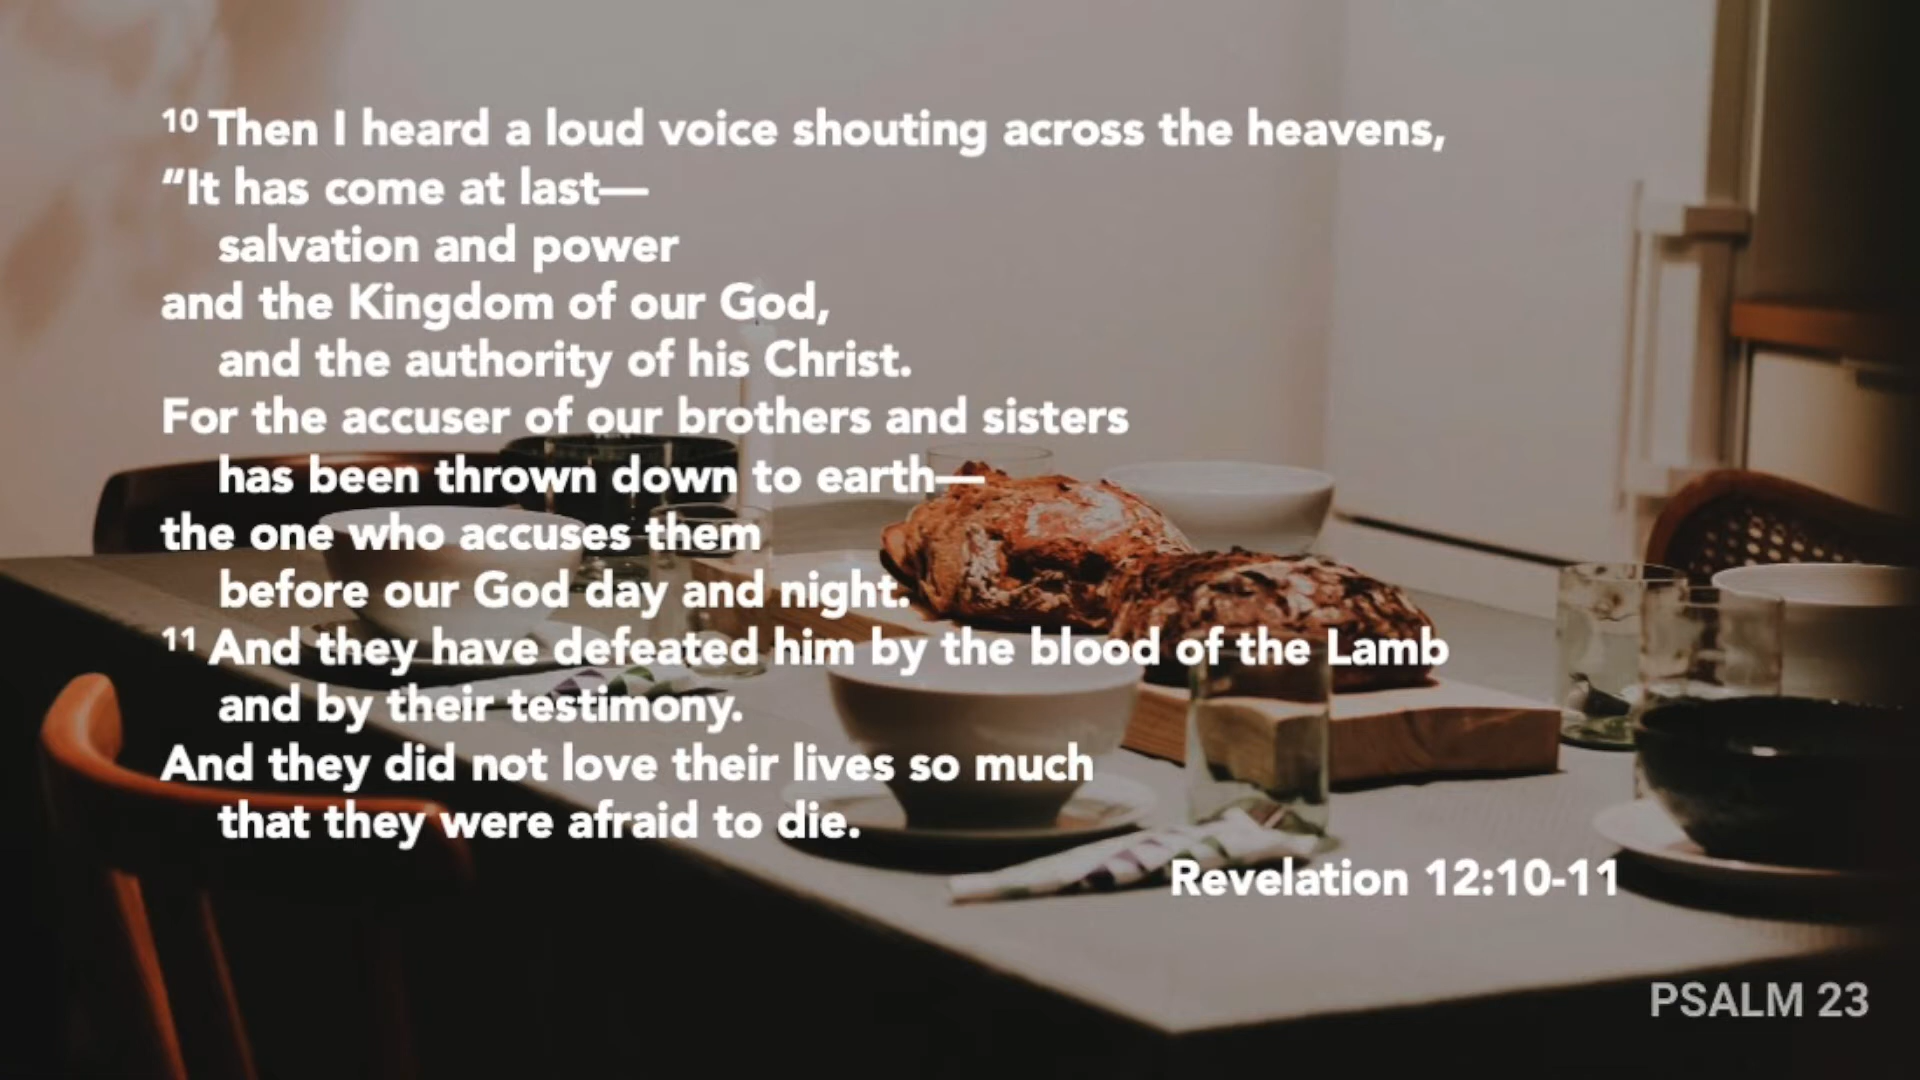 10 Then I heard a loud voice shouting across the heavens,
“It has come at last—
salvation and power
and the Kingdom of our God,
and the authority of his Christ.
For the accuser of our brothers and sisters
has been thrown down to earth—
the one who accuses them
before our God day and night.
11 And they have defeated him by the blood of the Lamb
and by their testimony.
And they did not love their lives so much
that they were afraid to die.
Revelation 12:10-11
PSALM 23